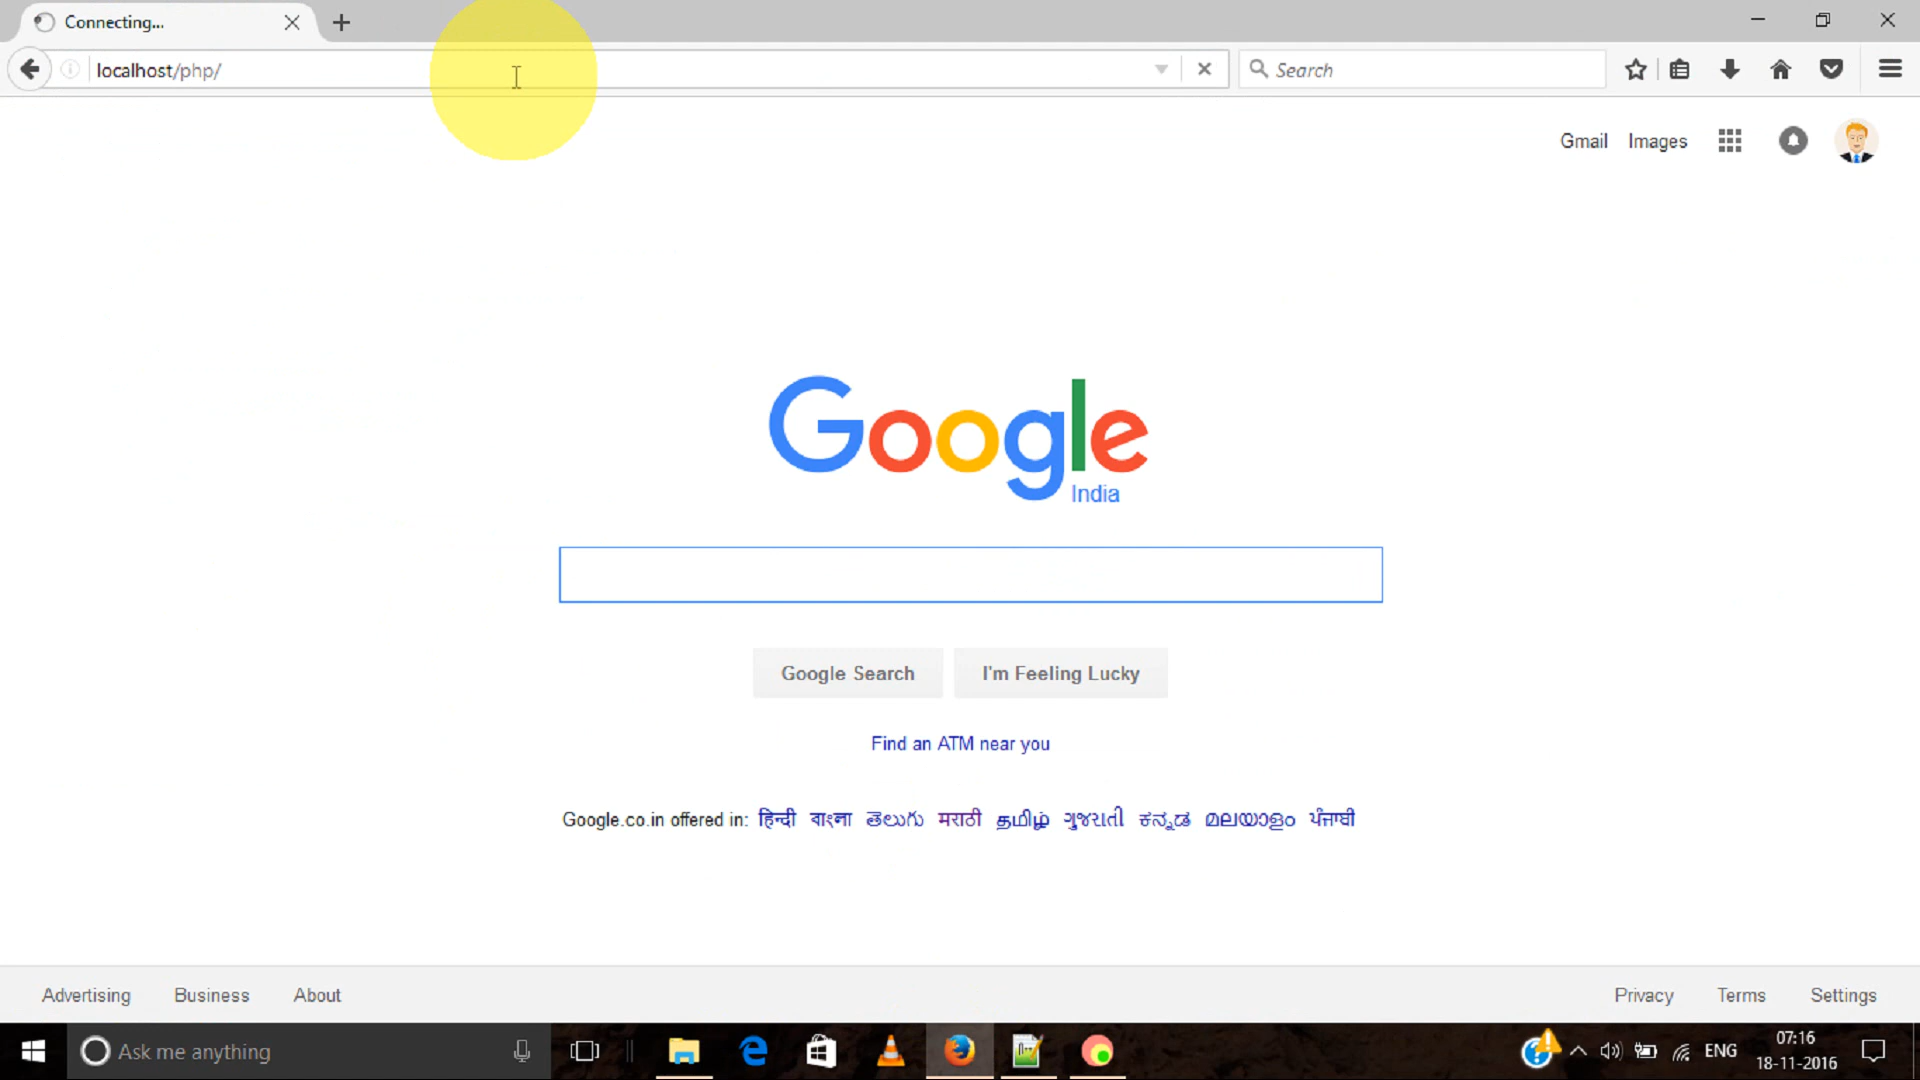 Connecting...
localhost/php/
Search
Gmail Images
Google
India
Google Search I'm Feeling Lucky
Find an ATM near you
Google.co.in offered in: हिन्दी বাংলা తెలుగు मराठी தமிழ் ગુજરાતી ಕನ್ನಡ മലയാളം ਪੰਜਾਬੀ
Advertising Business About Privacy Terms Settings
Ask me anything
ENG
07:16
18-11-2016